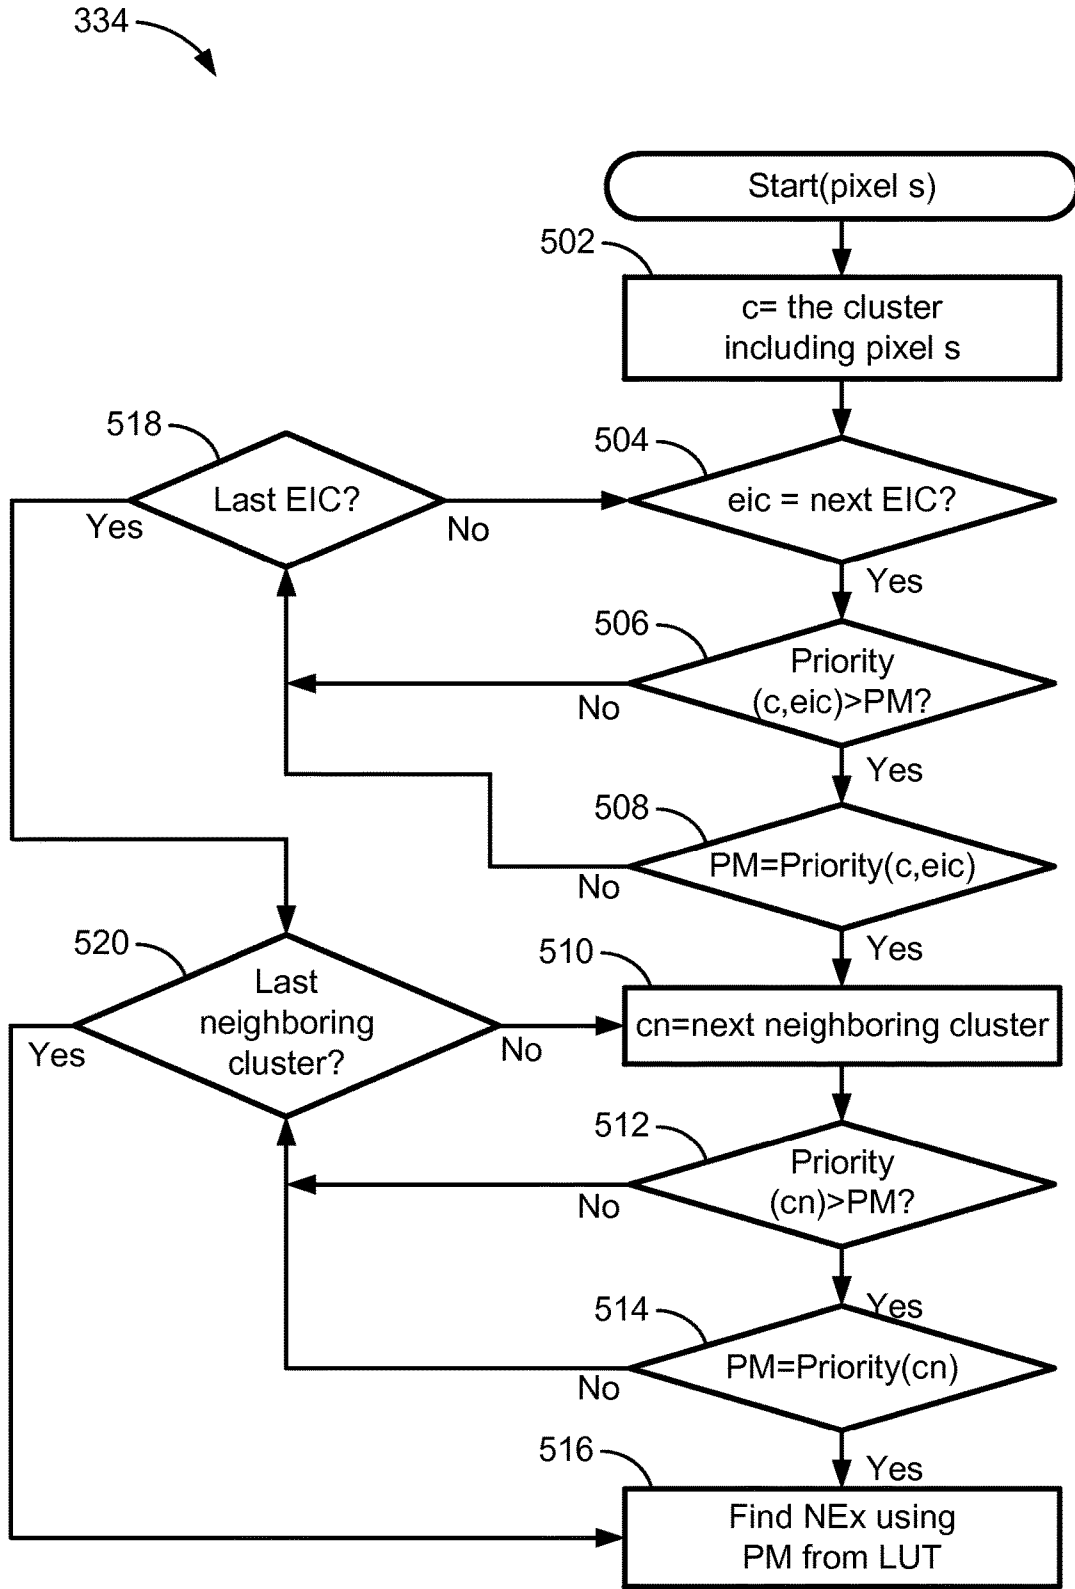 334
Start(pixel s)
502
c= the cluster
including pixel s
518
Last EIC?
Yes
No
504
eic = next EIC?
Yes
506
Priority
(c,eic)>PM?
No
Yes
508
PM=Priority(c,eic)
No
Yes
520
Last
neighboring
cluster?
Yes
No
510
cn=next neighboring cluster
512
Priority
(cn)>PM?
No
Yes
514
PM=Priority(cn)
No
Yes
516
Find NEx using
PM from LUT